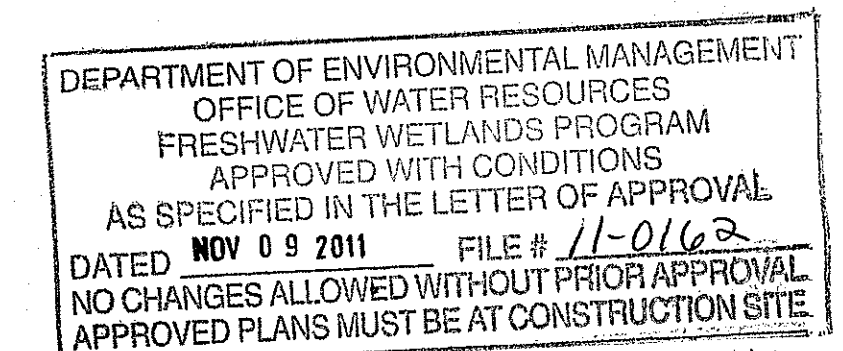 DEPARTMENT OF ENVIRONMENTAL MANAGEMENT
OFFICE OF WATER RESOURCES
FRESHWATER WETLANDS PROGRAM
APPROVED WITH CONDITIONS
AS SPECIFIED IN THE LETTER OF APPROVAL
DATED NOV 09 2011 FILE # 11-0162
NO CHANGES ALLOWED WITHOUT PRIOR APPROVAL
APPROVED PLANS MUST BE AT CONSTRUCTION SITE